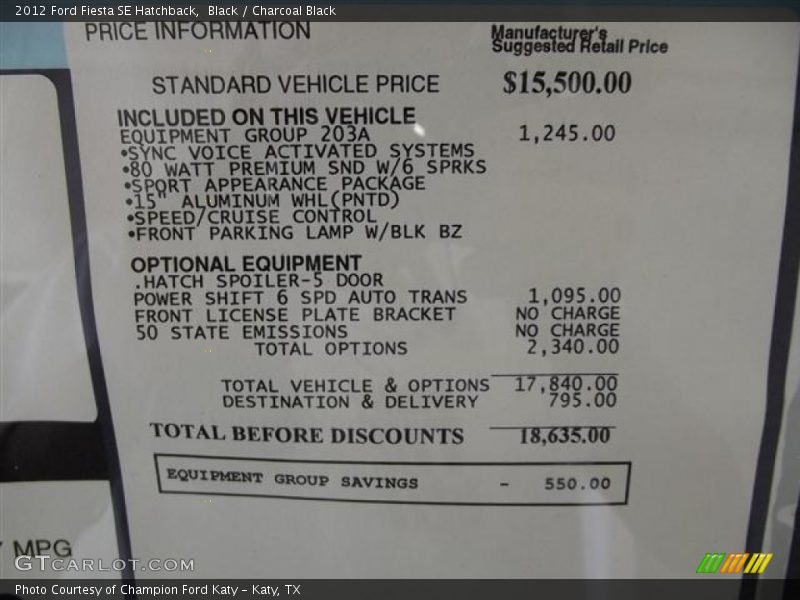 2012 Ford Fiesta SE Hatchback, Black / Charcoal Black
PRICE INFORMATION
Manufacturer's
Suggested Retail Price
STANDARD VEHICLE PRICE $15,500.00
INCLUDED ON THIS VEHICLE
EQUIPMENT GROUP 203A 1,245.00
•SYNC VOICE ACTIVATED SYSTEMS
•80 WATT PREMIUM SND W/6 SPRKS
•SPORT APPEARANCE PACKAGE
•15" ALUMINUM WHL(PNTD)
•SPEED/CRUISE CONTROL
•FRONT PARKING LAMP W/BLK BZ
OPTIONAL EQUIPMENT
.HATCH SPOILER-5 DOOR
POWER SHIFT 6 SPD AUTO TRANS 1,095.00
FRONT LICENSE PLATE BRACKET NO CHARGE
50 STATE EMISSIONS NO CHARGE
TOTAL OPTIONS 2,340.00
TOTAL VEHICLE & OPTIONS 17,840.00
DESTINATION & DELIVERY 795.00
TOTAL BEFORE DISCOUNTS 18,635.00
EQUIPMENT GROUP SAVINGS - 550.00
MPG
GTCARLOT.COM
Photo Courtesy of Champion Ford Katy - Katy, TX